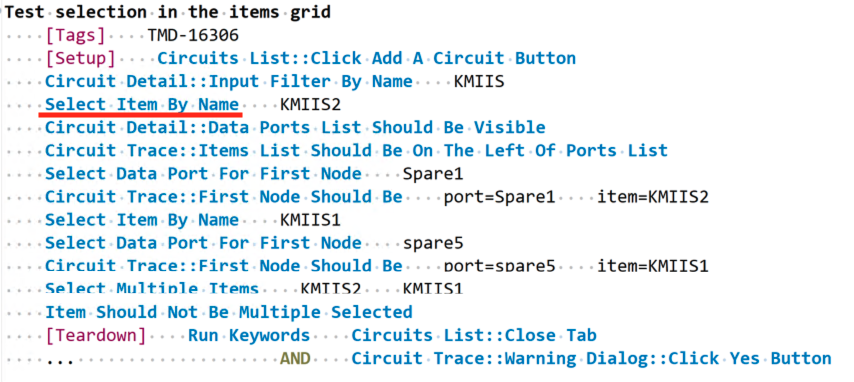 Test selection in the items grid
[Tags]    TMD-16306
[Setup]    Circuits List::Click Add A Circuit Button
Circuit Detail::Input Filter By Name    KMIIS
Select Item By Name    KMIIS2
Circuit Detail::Data Ports List Should Be Visible
Circuit Trace::Items List Should Be On The Left Of Ports List
Select Data Port For First Node    Spare1
Circuit Trace::First Node Should Be    port=Spare1    item=KMIIS2
Select Item By Name    KMIIS1
Select Data Port For First Node    spare5
Circuit Trace::First Node Should Be    port=spare5    item=KMIIS1
Select Multiple Items    KMIIS2    KMIIS1
Item Should Not Be Multiple Selected
[Teardown]    Run Keywords    Circuits List::Close Tab
...    AND    Circuit Trace::Warning Dialog::Click Yes Button